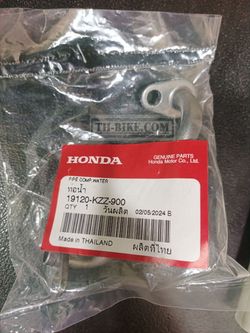 TH-BIKE.COM
HONDA
GENUINE PARTS
Honda Motor Co., Ltd.
PIPE COMP.,WATER
ท่อน้ำ
19120-KZZ-900
QTY 1 วันผลิต 02/05/2024 B
Made in THAILAND ผลิตที่ไทย